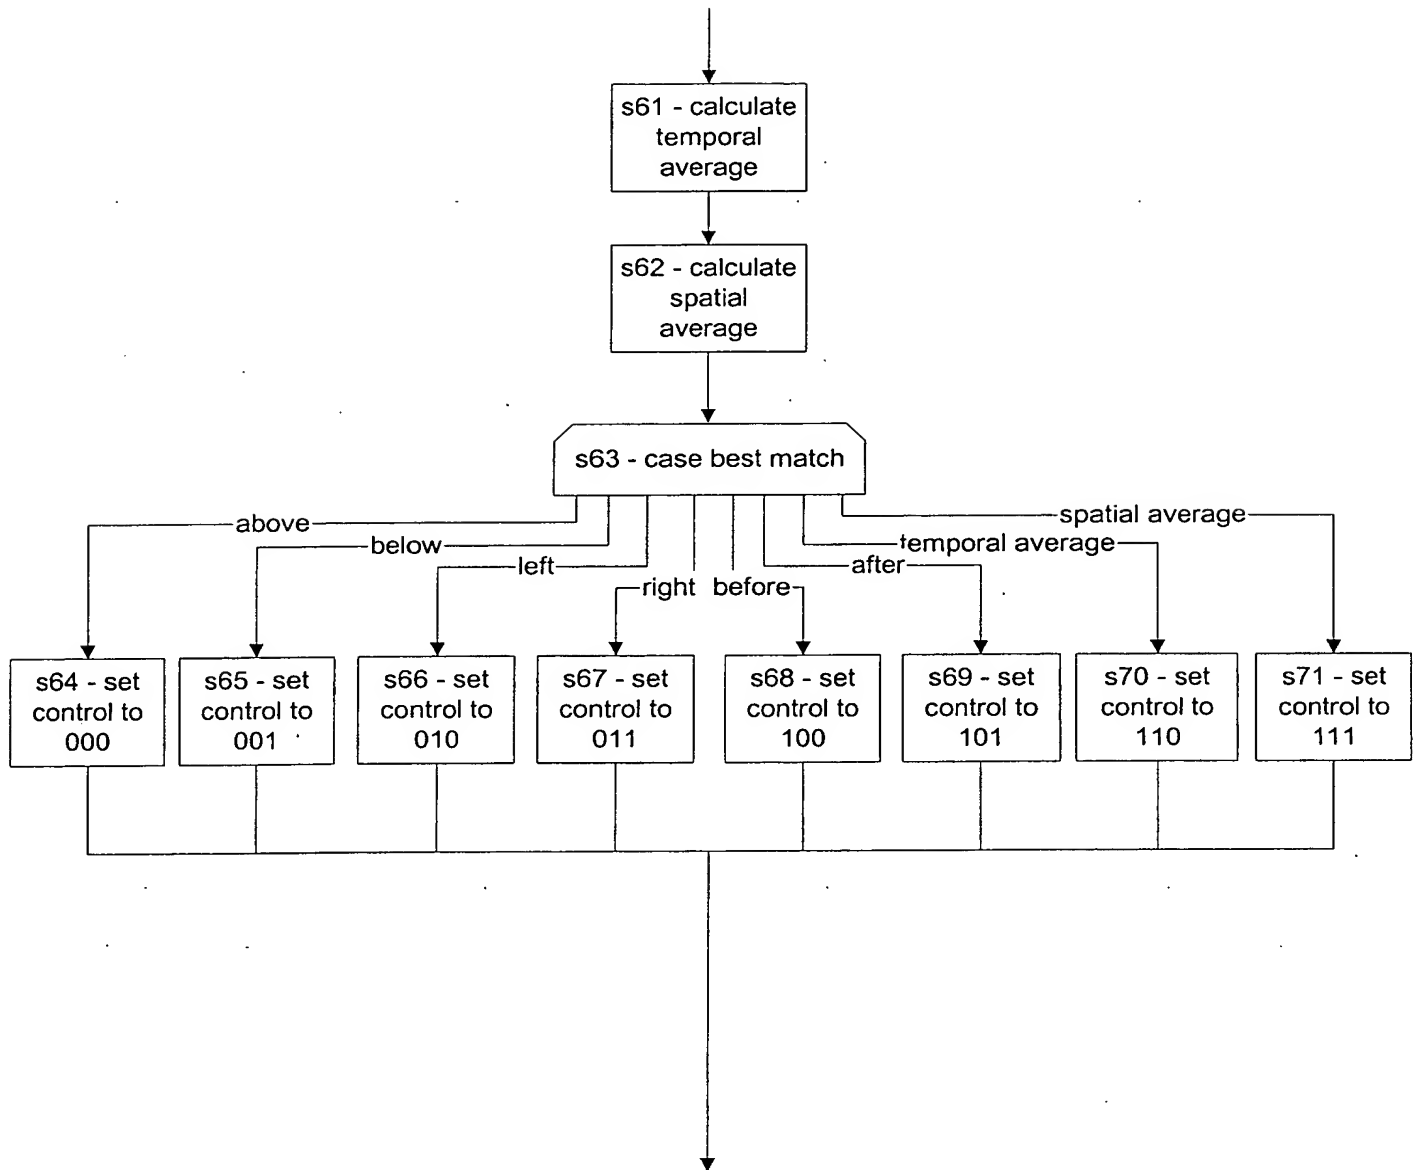 s61 - calculate
temporal
average
s62 - calculate
spatial
average
s63 - case best match
above
below
left
right
before
after
temporal average
spatial average
s64 - set
control to
000
s65 - set
control to
001
s66 - set
control to
010
s67 - set
control to
011
s68 - set
control to
100
s69 - set
control to
101
s70 - set
control to
110
s71 - set
control to
111